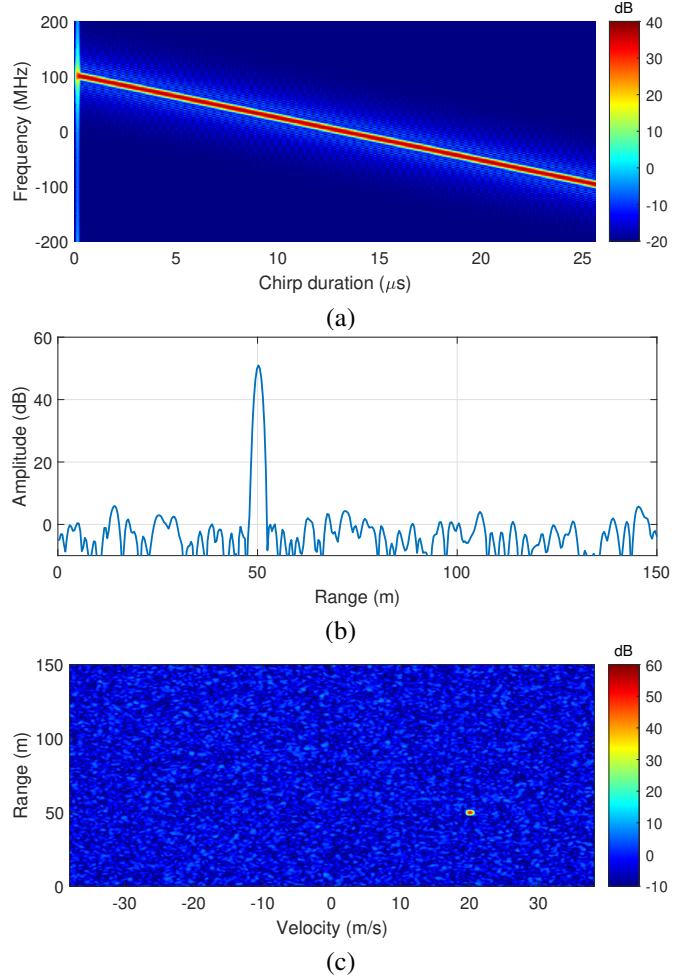 dB
200
100
0
-100
-200
Frequency (MHz)
0 5 10 15 20 25
Chirp duration (μs)
40
30
20
10
0
-10
-20
(a)
60
40
20
0
Amplitude (dB)
0 50 100 150
Range (m)
(b)
dB
150
100
50
0
Range (m)
-30 -20 -10 0 10 20 30
Velocity (m/s)
60
50
40
30
20
10
0
-10
(c)